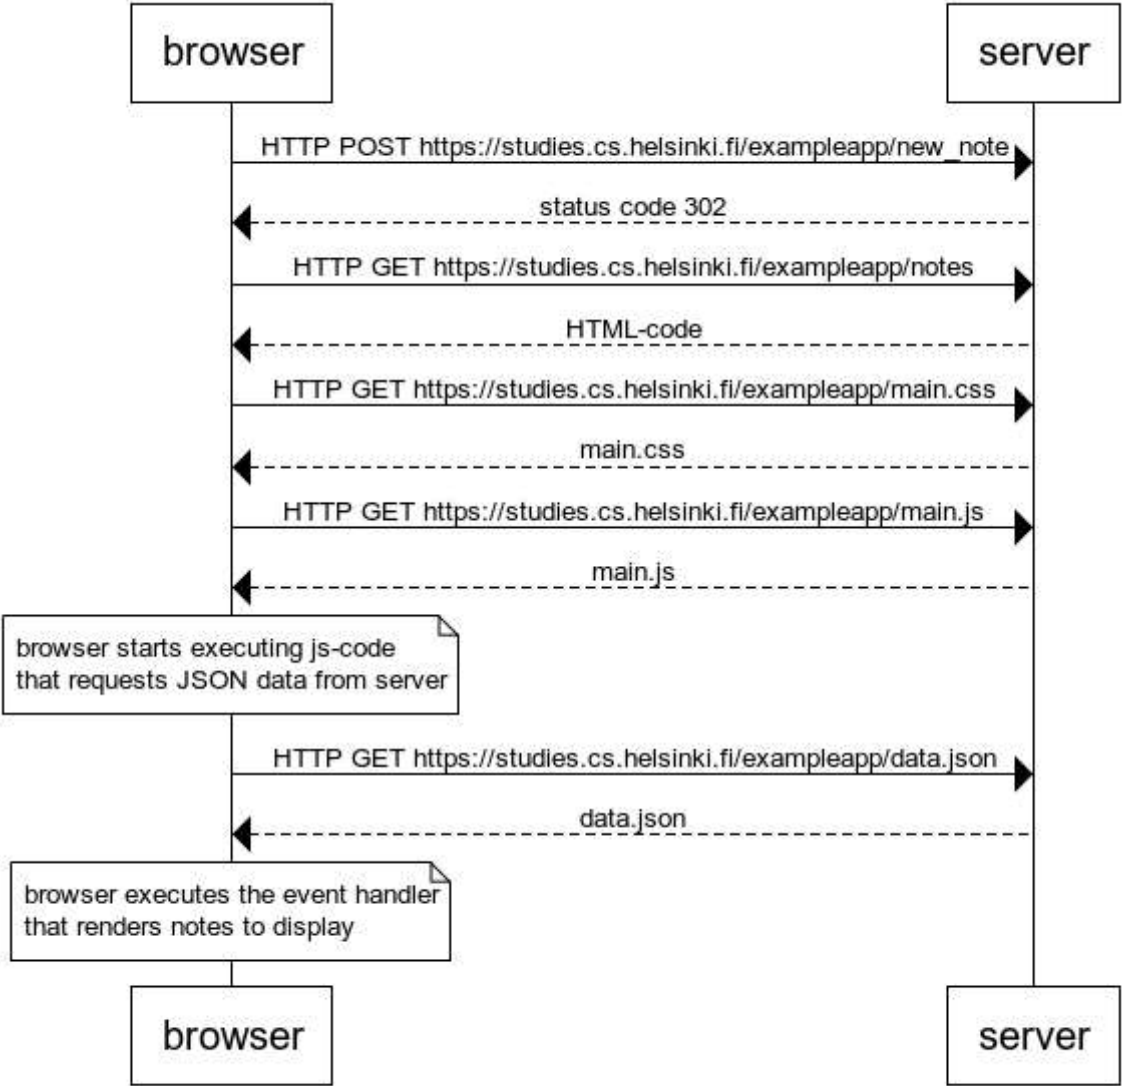 browser
server
HTTP POST https://studies.cs.helsinki.fi/exampleapp/new_note
status code 302
HTTP GET https://studies.cs.helsinki.fi/exampleapp/notes
HTML-code
HTTP GET https://studies.cs.helsinki.fi/exampleapp/main.css
main.css
HTTP GET https://studies.cs.helsinki.fi/exampleapp/main.js
main.js
browser starts executing js-code
that requests JSON data from server
HTTP GET https://studies.cs.helsinki.fi/exampleapp/data.json
data.json
browser executes the event handler
that renders notes to display
browser
server